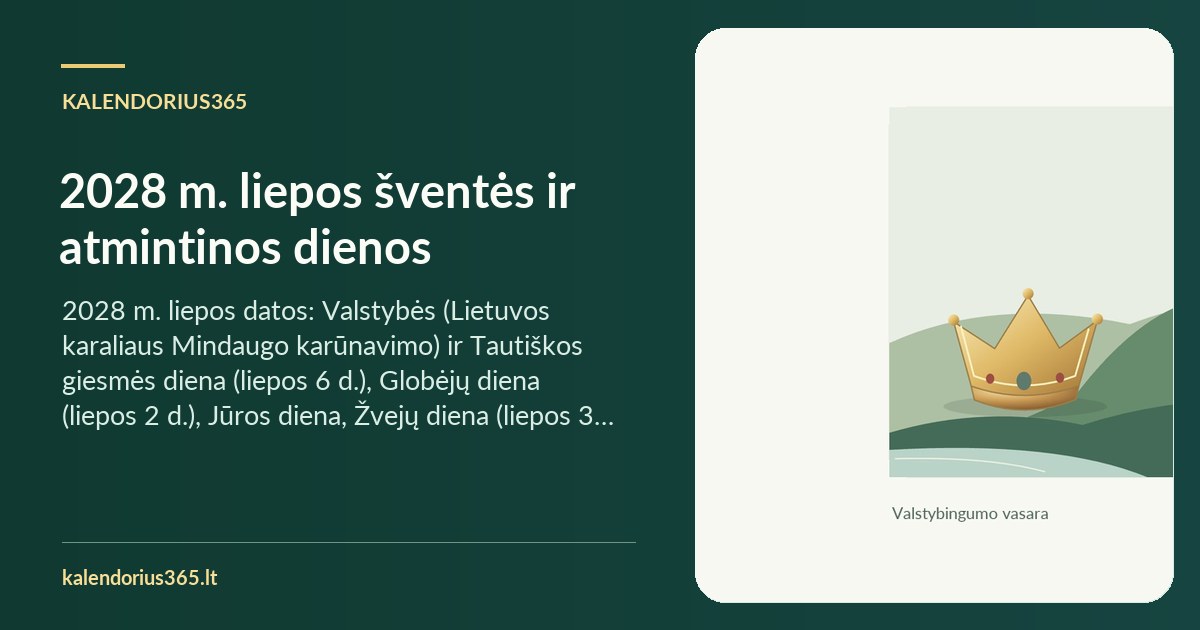 KALENDORIUS365
2028 m. liepos šventės ir
atmintinos dienos
2028 m. liepos datos: Valstybės (Lietuvos
karaliaus Mindaugo karūnavimo) ir Tautiškos
giesmės diena (liepos 6 d.), Globėjų diena
(liepos 2 d.), Jūros diena, Žvejų diena (liepos 3...
kalendorius365.lt
Valstybingumo vasara